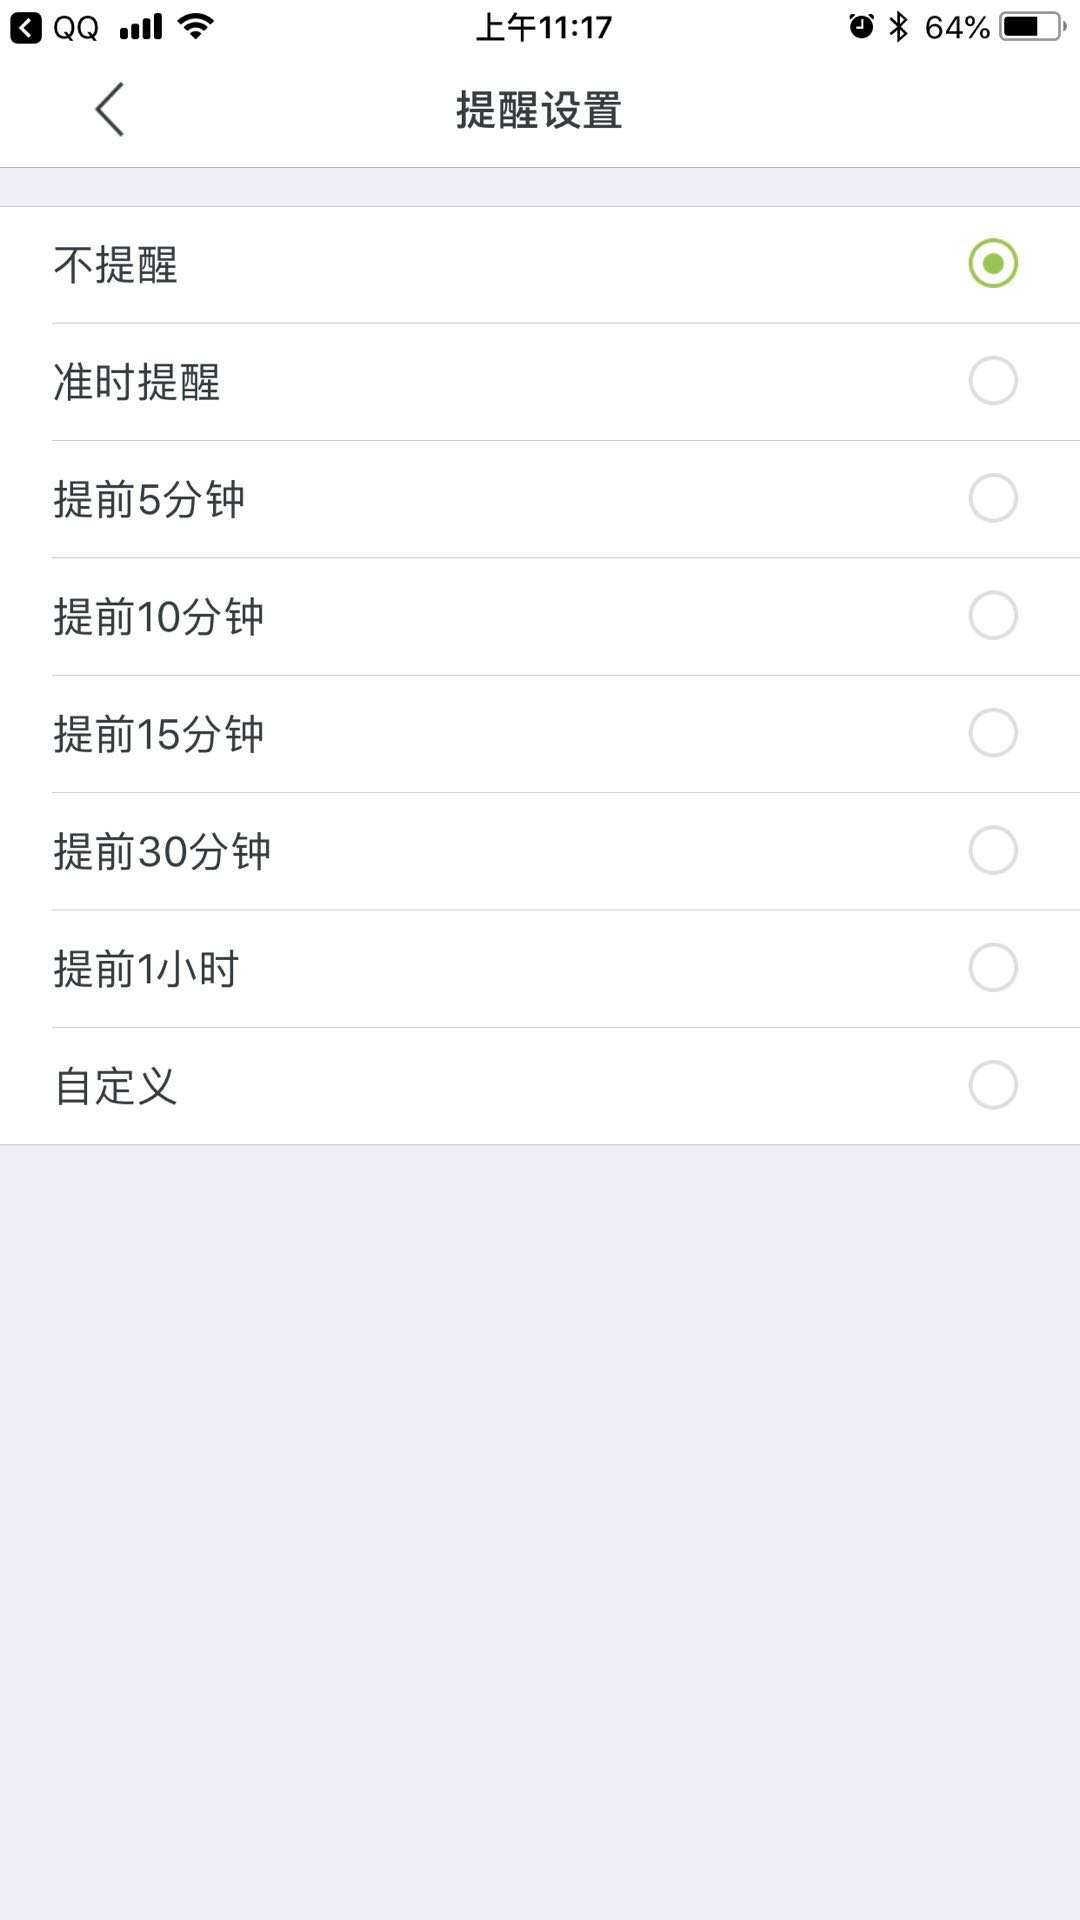 QQ 上午11:17 64%
提醒设置
不提醒
准时提醒
提前5分钟
提前10分钟
提前15分钟
提前30分钟
提前1小时
自定义